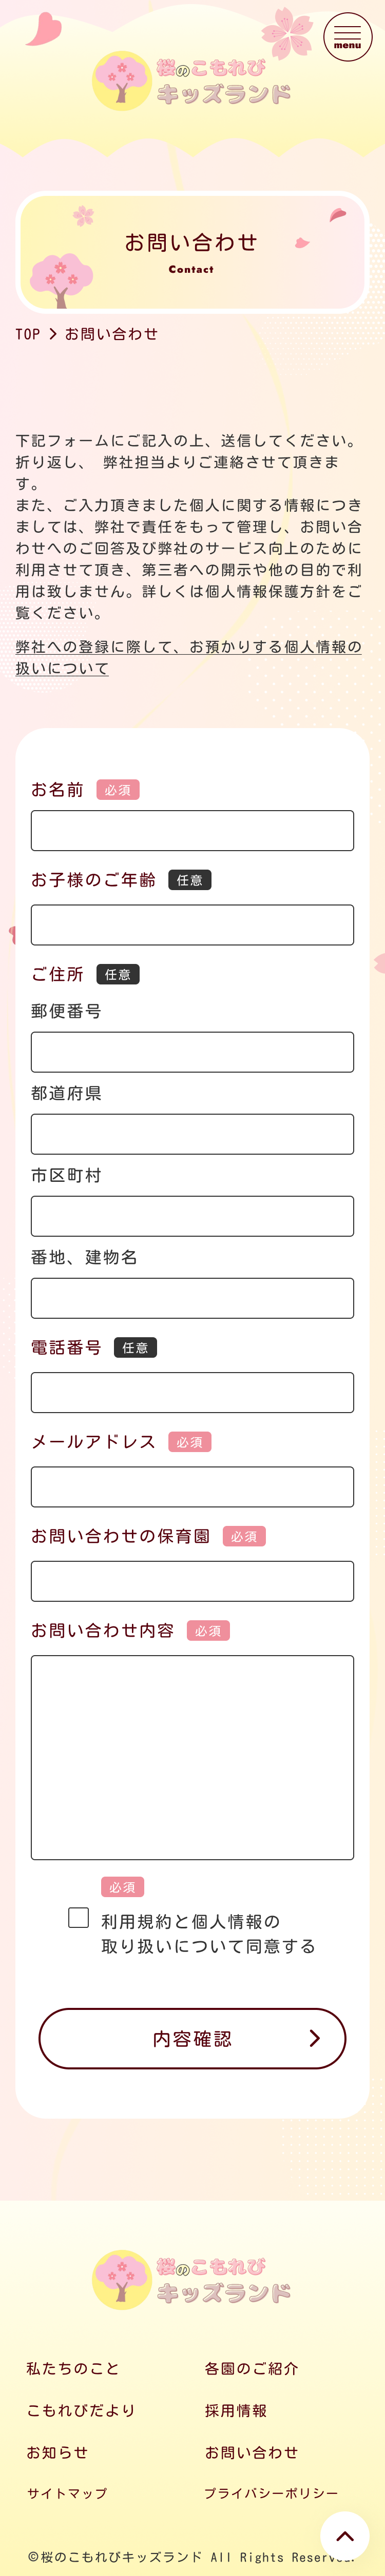 menu
桜のこもれび
キッズランド
お問い合わせ
Contact
TOP > お問い合わせ
下記フォームにご記入の上、送信してください。
折り返し、 弊社担当よりご連絡させて頂きま
す。
また、ご入力頂きました個人に関する情報につき
ましては、弊社で責任をもって管理し、お問い合
わせへのご回答及び弊社のサービス向上のために
利用させて頂き、第三者への開示や他の目的で利
用は致しません。詳しくは個人情報保護方針をご
覧ください。
弊社への登録に際して、お預かりする個人情報の
扱いについて
お名前 必須
お子様のご年齢 任意
ご住所 任意
郵便番号
都道府県
市区町村
番地、建物名
電話番号 任意
メールアドレス 必須
お問い合わせの保育園 必須
お問い合わせ内容 必須
必須
利用規約と個人情報の
取り扱いについて同意する
内容確認
桜のこもれび
キッズランド
私たちのこと 各園のご紹介
こもれびだより 採用情報
お知らせ お問い合わせ
サイトマップ プライバシーポリシー
©桜のこもれびキッズランド All Rights Reserved.